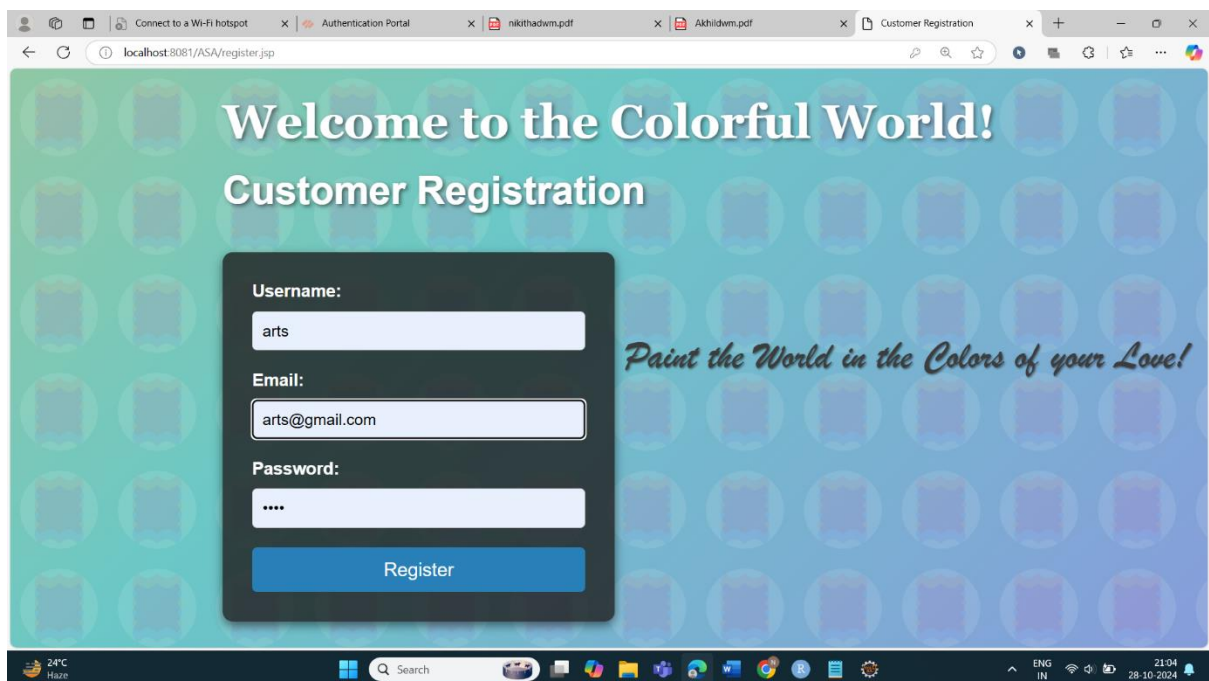 Connect to a Wi-Fi hotspot Authentication Portal nikithadwm.pdf Akhildwm.pdf Customer Registration
localhost:8081/ASA/register.jsp
Welcome to the Colorful World!
Customer Registration
Username:
arts
Paint the World in the Colors of your Love!
Email:
arts@gmail.com
Password:
••••
Register
24°C
Haze
Search
ENG
IN
21:04
28-10-2024